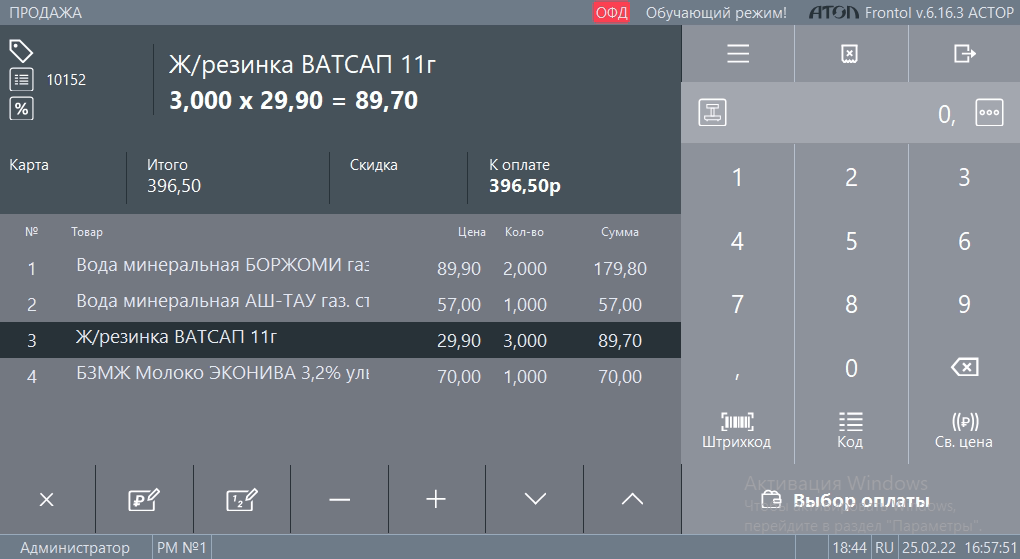 ПРОДАЖА ОФД Обучающий режим! ATOL Frontol v.6.16.3 АСТОР
Ж/резинка ВАТСАП 11г
10152
%
3,000 x 29,90 = 89,70
0,
Карта Итого Скидка К оплате
396,50 396,50р
№ Товар Цена Кол-во Сумма
1 Вода минеральная БОРЖОМИ газ 89,90 2,000 179,80
2 Вода минеральная АШ-ТАУ газ. ст 57,00 1,000 57,00
3 Ж/резинка ВАТСАП 11г 29,90 3,000 89,70
4 БЗМЖ Молоко ЭКОНИВА 3,2% уль 70,00 1,000 70,00
1 2 3
4 5 6
7 8 9
, 0
Штрихкод Код Св. цена
Активация Windows
Выбор оплаты
Чтобы активировать Windows,
перейдите в раздел "Параметры".
Администратор РМ №1 18:44 RU 25.02.22 16:57:51